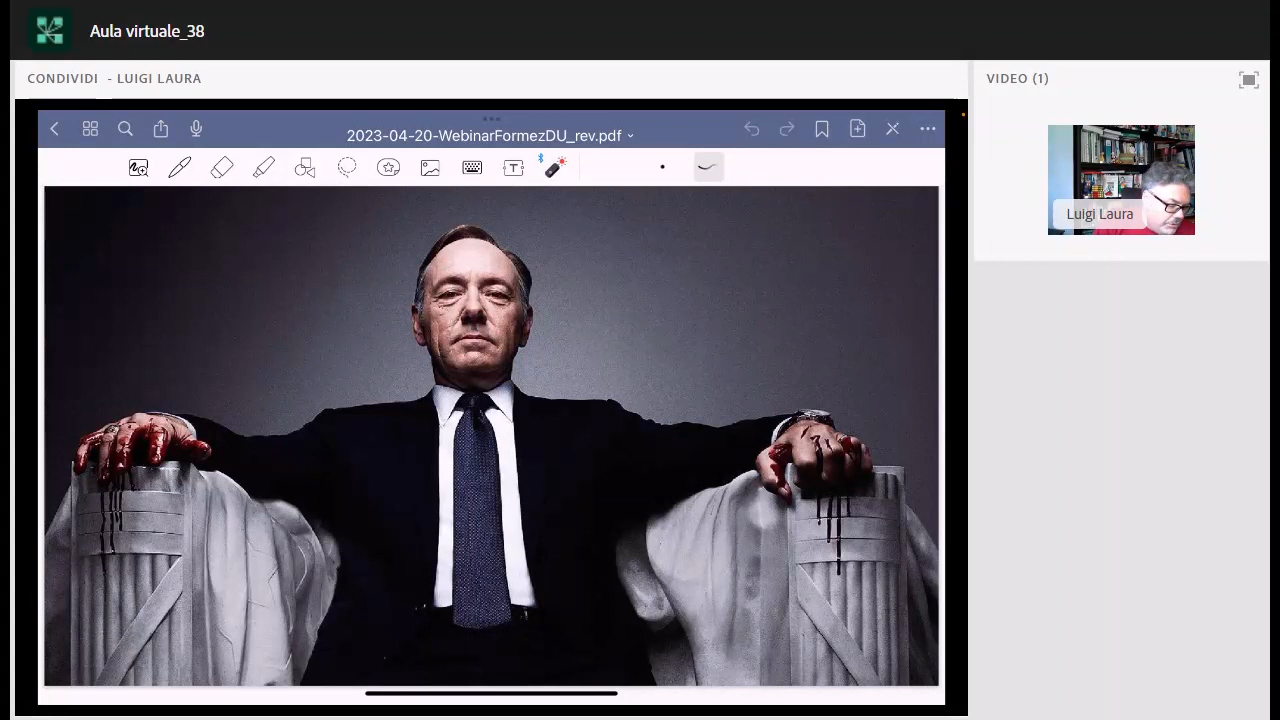 Aula virtuale_38
CONDIVIDI - LUIGI LAURA
VIDEO (1)
2023-04-20-WebinarFormezDU_rev.pdf
Luigi Laura